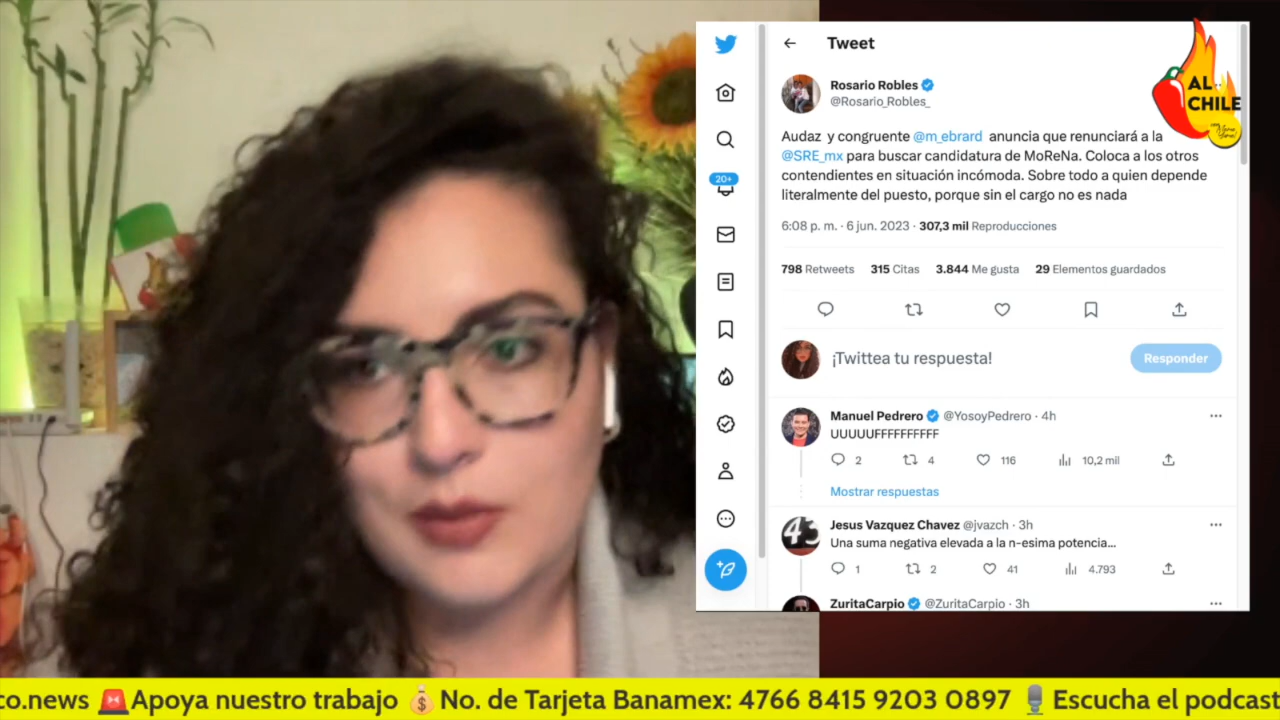 Tweet
Rosario Robles
@Rosario_Robles_
Audaz y congruente @m_ebrard anuncia que renunciará a la
@SRE_mx para buscar candidatura de MoReNa. Coloca a los otros
contendientes en situación incómoda. Sobre todo a quien depende
literalmente del puesto, porque sin el cargo no es nada
6:08 p. m. · 6 jun. 2023 · 307,3 mil Reproducciones
798 Retweets 315 Citas 3.844 Me gusta 29 Elementos guardados
¡Twittea tu respuesta!
Responder
Manuel Pedrero @YosoyPedrero · 4h
UUUUUFFFFFFFFFF
2 4 116 10,2 mil
Mostrar respuestas
Jesus Vazquez Chavez @jvazch · 3h
Una suma negativa elevada a la n-esima potencia...
1 2 41 4.793
ZuritaCarpio @ZuritaCarpio · 3h
20+
43
AL
CHILE
co.news 🚨Apoya nuestro trabajo 💰No. de Tarjeta Banamex: 4766 8415 9203 0897 🎙️Escucha el podcast